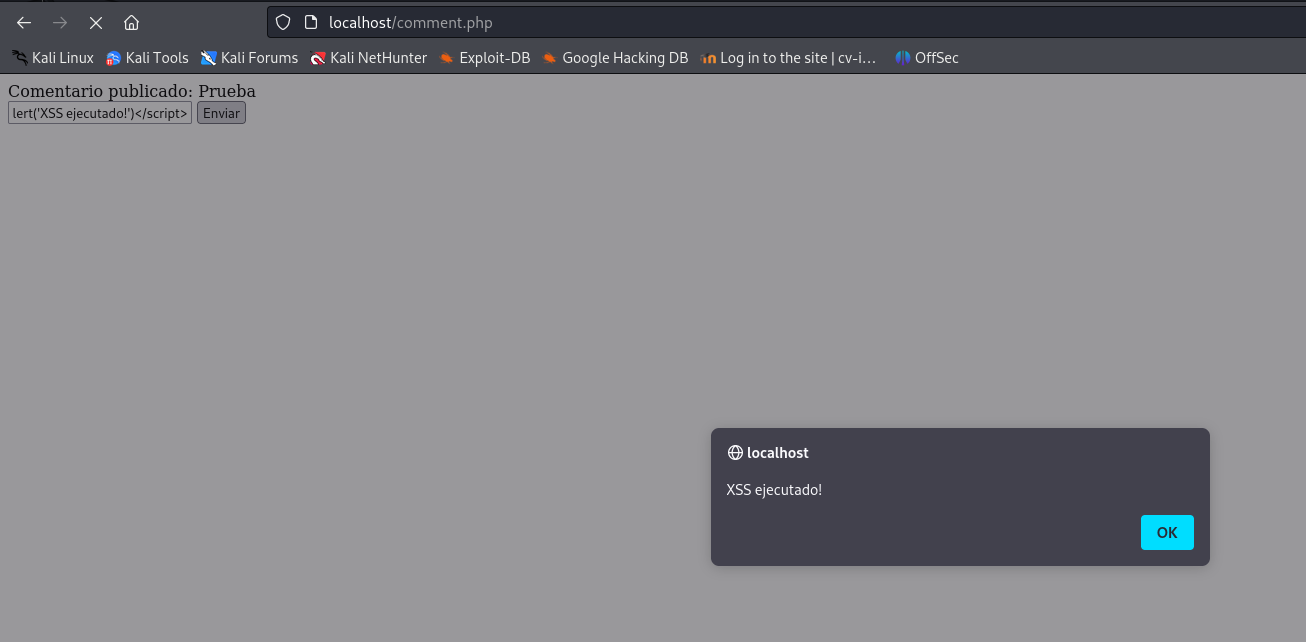 localhost/comment.php
Kali Linux Kali Tools Kali Forums Kali NetHunter Exploit-DB Google Hacking DB Log in to the site | cv-i... OffSec
Comentario publicado: Prueba
lert('XSS ejecutado!')</script> Enviar
localhost
XSS ejecutado!
OK